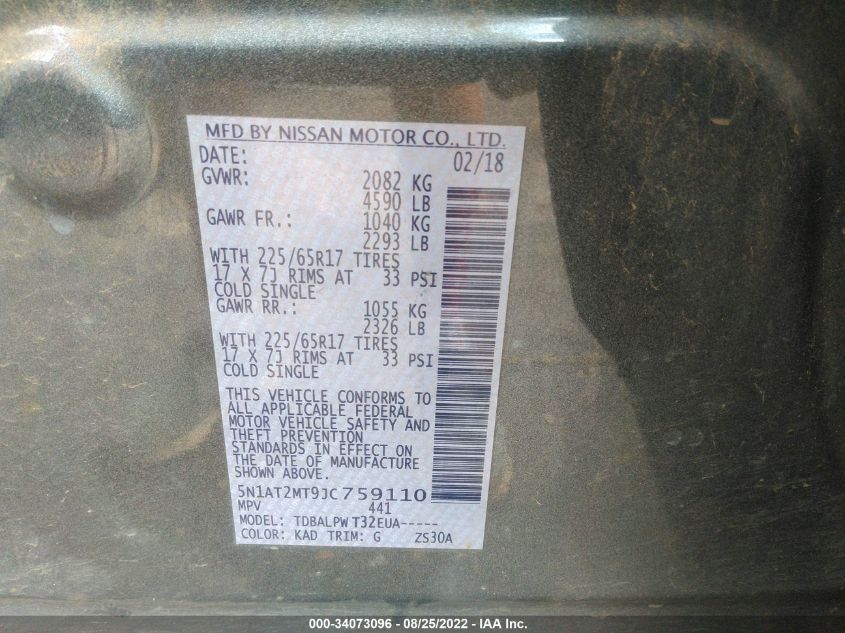 MFD BY NISSAN MOTOR CO., LTD.
DATE: 02/18
GVWR: 2082 KG
4590 LB
GAWR FR.: 1040 KG
2293 LB
WITH 225/65R17 TIRES
17 X 7J RIMS AT 33 PSI
COLD SINGLE
GAWR RR.: 1055 KG
2326 LB
WITH 225/65R17 TIRES
17 X 7J RIMS AT 33 PSI
COLD SINGLE
THIS VEHICLE CONFORMS TO
ALL APPLICABLE FEDERAL
MOTOR VEHICLE SAFETY AND
THEFT PREVENTION
STANDARDS IN EFFECT ON
THE DATE OF MANUFACTURE
SHOWN ABOVE.
5N1AT2MT9JC759110
MPV 441
MODEL: TDBALPW T32EUA-----
COLOR: KAD TRIM: G ZS30A
000-34073096 - 08/25/2022 - IAA Inc.